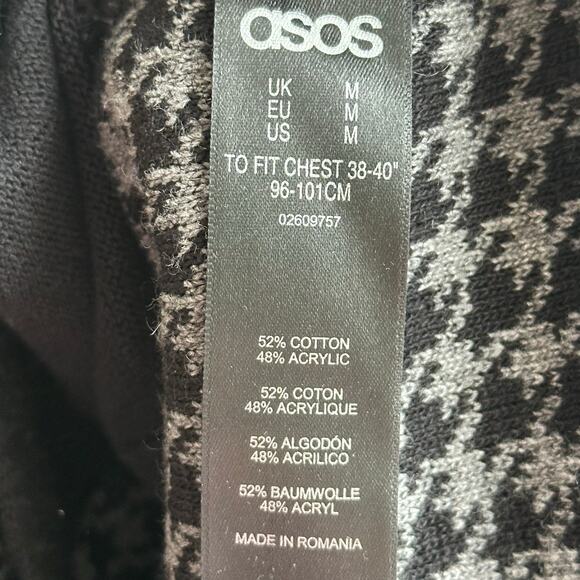 asos
UK M
EU M
US M
TO FIT CHEST 38-40"
96-101CM
02609757
52% COTTON
48% ACRYLIC
52% COTON
48% ACRYLIQUE
52% ALGODÓN
48% ACRILICO
52% BAUMWOLLE
48% ACRYL
MADE IN ROMANIA